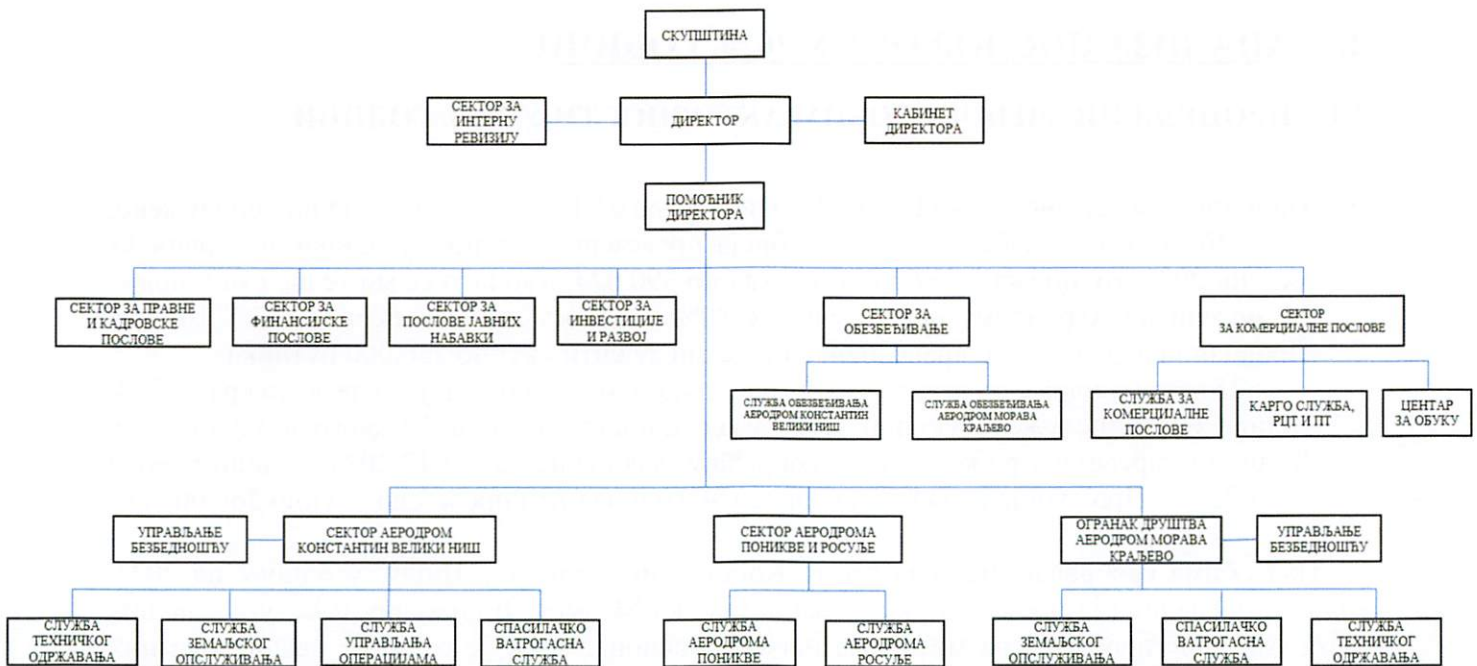 СКУПШТИНА
СЕКТОР ЗА
ИНТЕРНУ
РЕВИЗИЈУ
ДИРЕКТОР
КАБИНЕТ
ДИРЕКТОРА
ПОМОЋНИК
ДИРЕКТОРА
СЕКТОР ЗА ПРАВНЕ
И КАДРОВСКЕ
ПОСЛОВЕ
СЕКТОР ЗА
ФИНАНСИЈСКЕ
ПОСЛОВЕ
СЕКТОР ЗА
ПОСЛОВЕ ЈАВНИХ
НАБАВКИ
СЕКТОР ЗА
ИНВЕСТИЦИЈЕ
И РАЗВОЈ
СЕКТОР ЗА
ОБЕЗБЕЂИВАЊЕ
СЕКТОР
ЗА КОМЕРЦИЈАЛНЕ ПОСЛОВЕ
СЛУЖБА ОБЕЗБЕЂИВАЊА
АЕРОДРОМ КОНСТАНТИН
ВЕЛИКИ НИШ
СЛУЖБА ОБЕЗБЕЂИВАЊА
АЕРОДРОМ МОРАВА
КРАЉЕВО
СЛУЖБА ЗА
КОМЕРЦИЈАЛНЕ
ПОСЛОВЕ
КАРГО СЛУЖБА,
РЦТ И ПТ
ЦЕНТАР
ЗА ОБУКУ
УПРАВЉАЊЕ
БЕЗБЕДНОШЋУ
СЕКТОР АЕРОДРОМ
КОНСТАНТИН ВЕЛИКИ НИШ
СЕКТОР АЕРОДРОМА
ПОНИКВЕ И РОСУЉЕ
ОГРАНАК ДРУШТВА
АЕРОДРОМ МОРАВА
КРАЉЕВО
УПРАВЉАЊЕ
БЕЗБЕДНОШЋУ
СЛУЖБА
ТЕХНИЧКОГ
ОДРЖАВАЊА
СЛУЖБА
ЗЕМАЉСКОГ
ОПСЛУЖИВАЊА
СЛУЖБА
УПРАВЉАЊА
ОПЕРАЦИЈАМА
СПАСИЛАЧКО
ВАТРОГАСНА
СЛУЖБА
СЛУЖБА
АЕРОДРОМА
ПОНИКВЕ
СЛУЖБА
АЕРОДРОМА
РОСУЉЕ
СЛУЖБА
ЗЕМАЉСКОГ
ОПСЛУЖИВАЊА
СПАСИЛАЧКО
ВАТРОГАСНА
СЛУЖБА
СЛУЖБА
ТЕХНИЧКОГ
ОДРЖАВАЊА